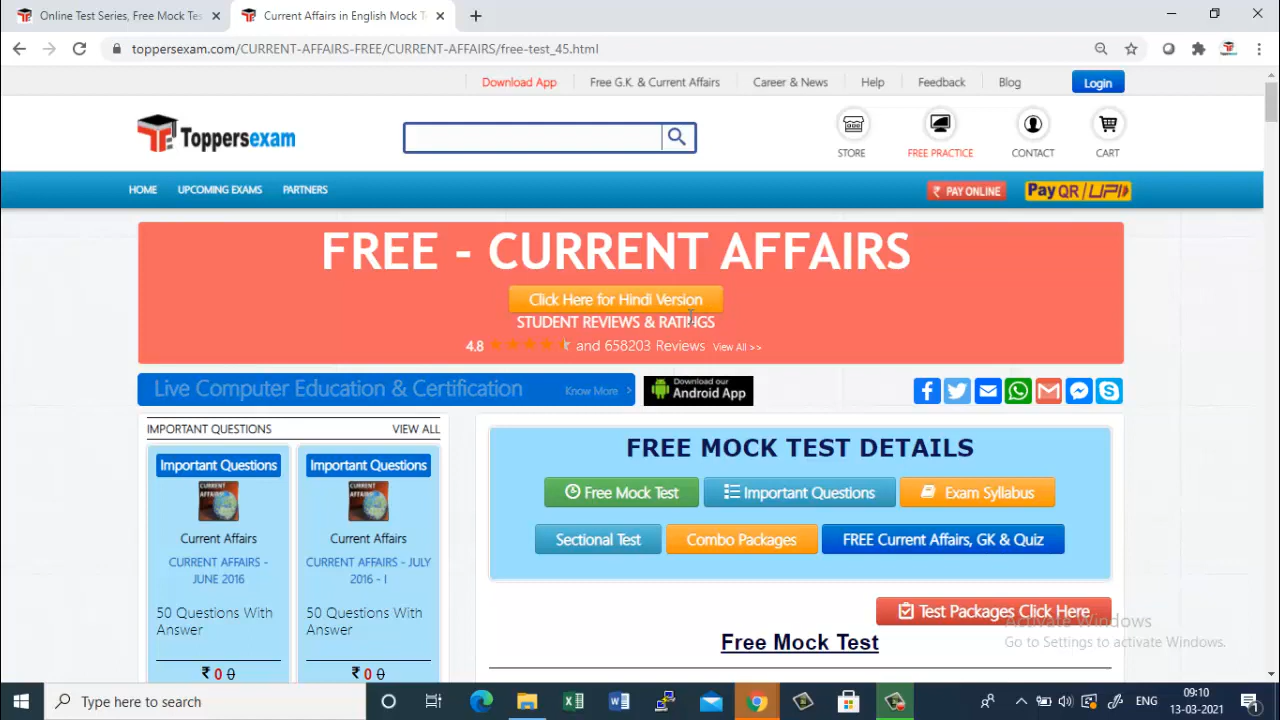 Online Test Series, Free Mock Tes
Current Affairs in English Mock T
toppersexam.com/CURRENT-AFFAIRS-FREE/CURRENT-AFFAIRS/free-test_45.html
Download App
Free G.K. & Current Affairs
Career & News
Help
Feedback
Blog
Login
Toppersexam
STORE
FREE PRACTICE
CONTACT
CART
HOME
UPCOMING EXAMS
PARTNERS
₹ PAY ONLINE
Pay QR / UPI
FREE - CURRENT AFFAIRS
Click Here for Hindi Version
STUDENT REVIEWS & RATINGS
4.8 and 658203 Reviews View All >>
Live Computer Education & Certification
Know More >
Download our
Android App
IMPORTANT QUESTIONS
VIEW ALL
Important Questions
CURRENT
AFFAIRS
Current Affairs
CURRENT AFFAIRS -
JUNE 2016
50 Questions With
Answer
₹ 0 0
Important Questions
CURRENT
AFFAIRS
Current Affairs
CURRENT AFFAIRS - JULY
2016 - I
50 Questions With
Answer
₹ 0 0
FREE MOCK TEST DETAILS
Free Mock Test
Important Questions
Exam Syllabus
Sectional Test
Combo Packages
FREE Current Affairs, GK & Quiz
Test Packages Click Here
Free Mock Test
Activate Windows
Go to Settings to activate Windows.
Type here to search
ENG
09:10
13-03-2021
1